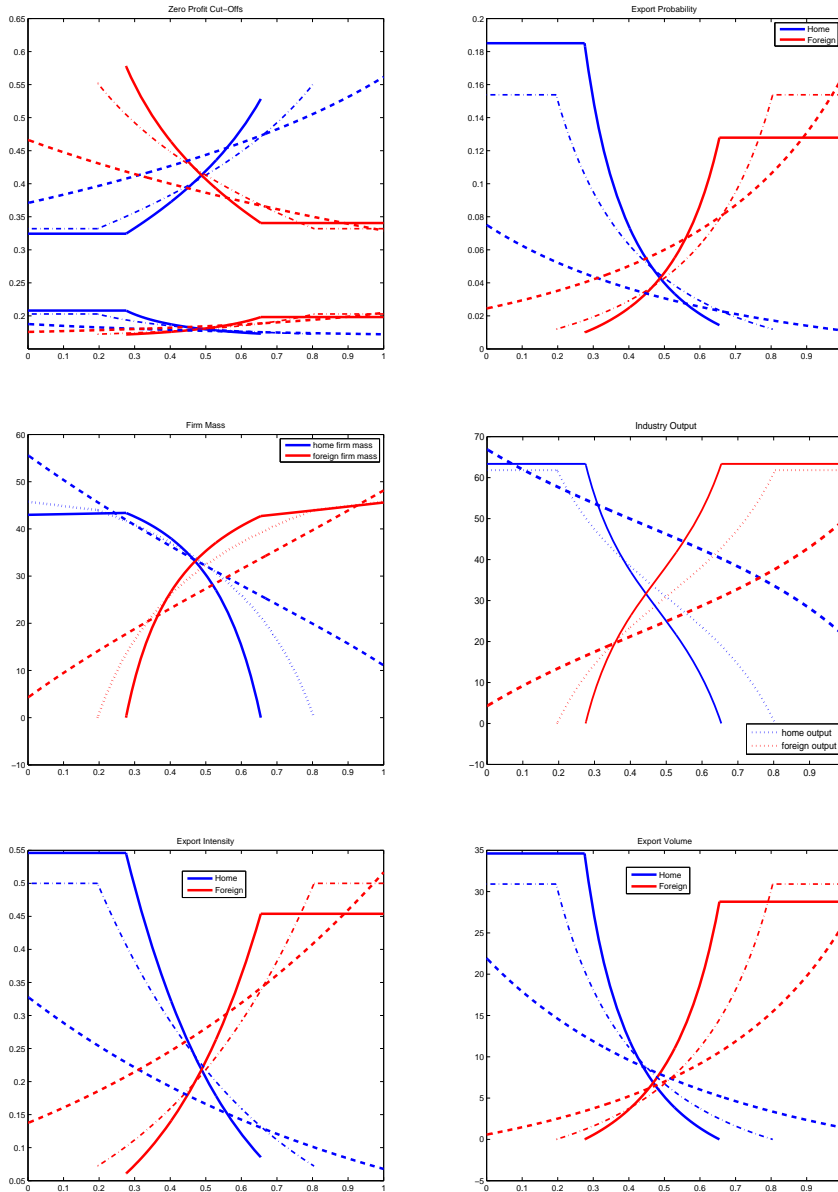 Zero Profit Cut−Offs
0.65
0.6
0.55
0.5
0.45
0.4
0.35
0.3
0.25
0.2
0 0.1 0.2 0.3 0.4 0.5 0.6 0.7 0.8 0.9 1
Export Probability
0.2
0.18
0.16
0.14
0.12
0.1
0.08
0.06
0.04
0.02
0
Home
Foreign
0 0.1 0.2 0.3 0.4 0.5 0.6 0.7 0.8 0.9
Firm Mass
60
50
40
30
20
10
0
−10
home firm mass
foreign firm mass
0 0.1 0.2 0.3 0.4 0.5 0.6 0.7 0.8 0.9 1
Industry Output
70
60
50
40
30
20
10
0
−10
home output
foreign output
0 0.1 0.2 0.3 0.4 0.5 0.6 0.7 0.8 0.9
Export Intensity
0.55
0.5
0.45
0.4
0.35
0.3
0.25
0.2
0.15
0.1
0.05
Home
Foreign
0 0.1 0.2 0.3 0.4 0.5 0.6 0.7 0.8 0.9 1
Export Volume
35
30
25
20
15
10
5
0
−5
Home
Foreign
0 0.1 0.2 0.3 0.4 0.5 0.6 0.7 0.8 0.9